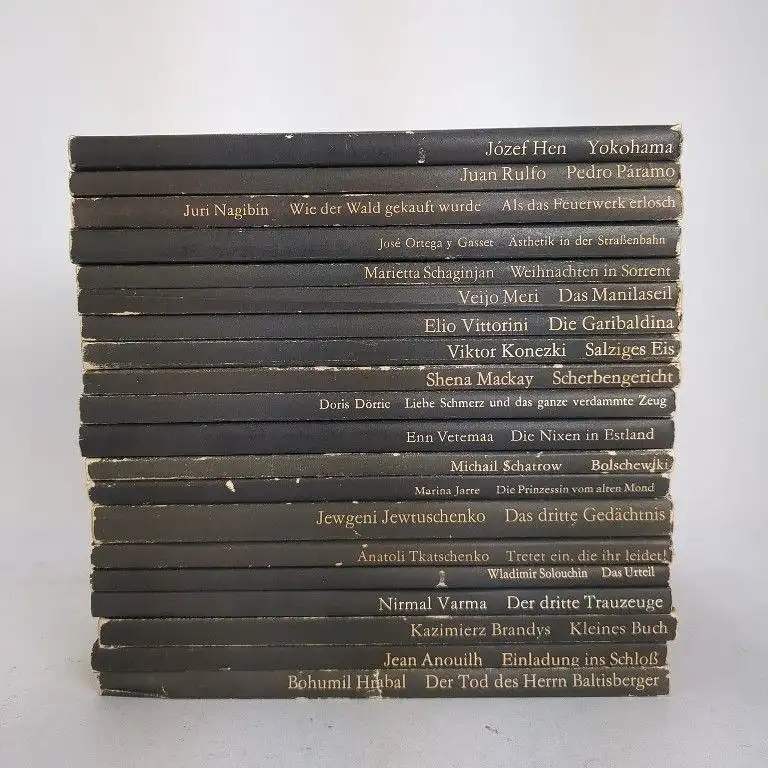 Józef Hen Yokohama
Juan Rulfo Pedro Páramo
Juri Nagibin Wie der Wald gekauft wurde Als das Feuerwerk erlosch
José Ortega y Gasset Ästhetik in der Straßenbahn
Marietta Schaginjan Weihnachten in Sorrent
Veijo Meri Das Manilaseil
Elio Vittorini Die Garibaldina
Viktor Konezki Salziges Eis
Shena Mackay Scherbengericht
Doris Dörrie Liebe Schmerz und das ganze verdammte Zeug
Enn Vetemaa Die Nixen in Estland
Michail Schatrow Bolschewiki
Marina Jarre Die Prinzessin vom alten Mond
Jewgeni Jewtuschenko Das dritte Gedächtnis
Anatoli Tkatschenko Tretet ein, die ihr leidet!
Wladimir Solouchin Das Urteil
Nirmal Varma Der dritte Trauzeuge
Kazimierz Brandys Kleines Buch
Jean Anouilh Einladung ins Schloß
Bohumil Hrabal Der Tod des Herrn Baltisberger